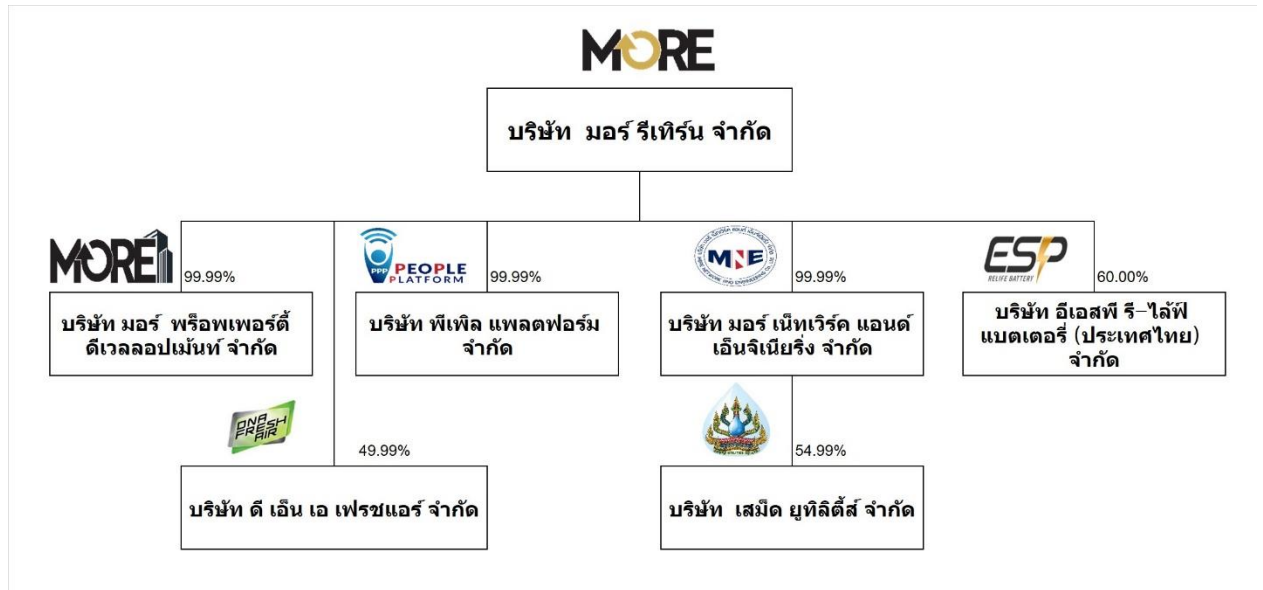 MORE
บริษัท มอร์ รีเทิร์น จำกัด
MORE
99.99%
บริษัท มอร์ พร็อพเพอร์ตี้
ดีเวลลอปเม้นท์ จำกัด
PPP PEOPLE
PLATFORM
99.99%
บริษัท พีเพิล แพลตฟอร์ม
จำกัด
MNE
99.99%
บริษัท มอร์ เน็ทเวิร์ค แอนด์
เอ็นจิเนียริ่ง จำกัด
ESP
RELIFE BATTERY
60.00%
บริษัท อีเอสพี รี-ไล้ฟ์
แบตเตอรี่ (ประเทศไทย)
จำกัด
DNA
FRESH
AIR
49.99%
บริษัท ดี เอ็น เอ เฟรชแอร์ จำกัด
54.99%
บริษัท เสม็ด ยูทิลิตี้ส์ จำกัด